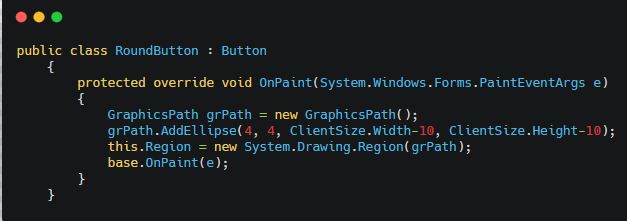 public class RoundButton : Button
{
protected override void OnPaint(System.Windows.Forms.PaintEventArgs e)
{
GraphicsPath grPath = new GraphicsPath();
grPath.AddEllipse(4, 4, ClientSize.Width-10, ClientSize.Height-10);
this.Region = new System.Drawing.Region(grPath);
base.OnPaint(e);
}
}